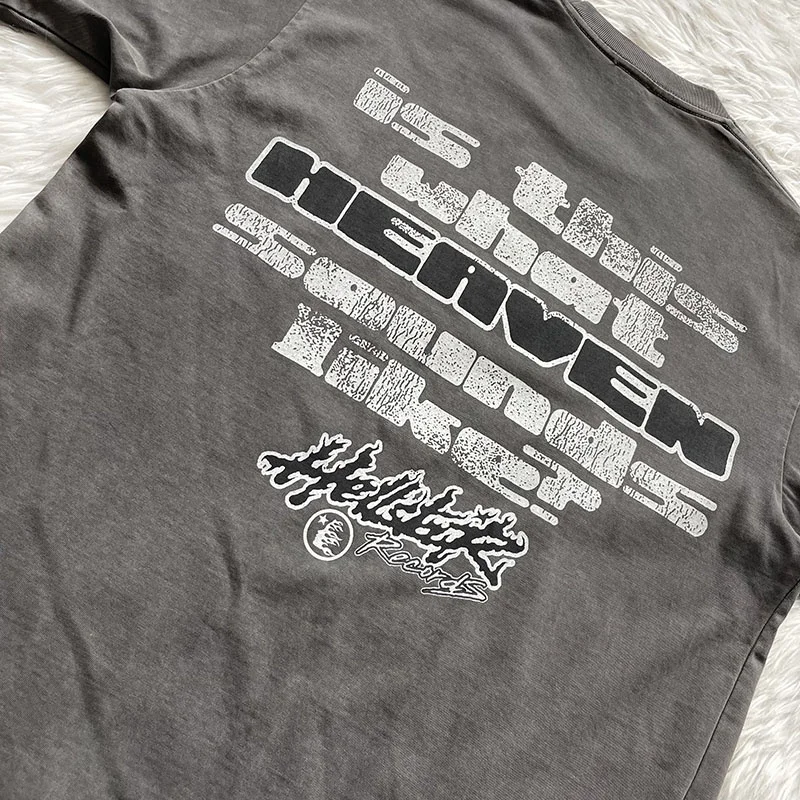 is this
what
HEAVEN
sounds
like?
Hellstar
Records